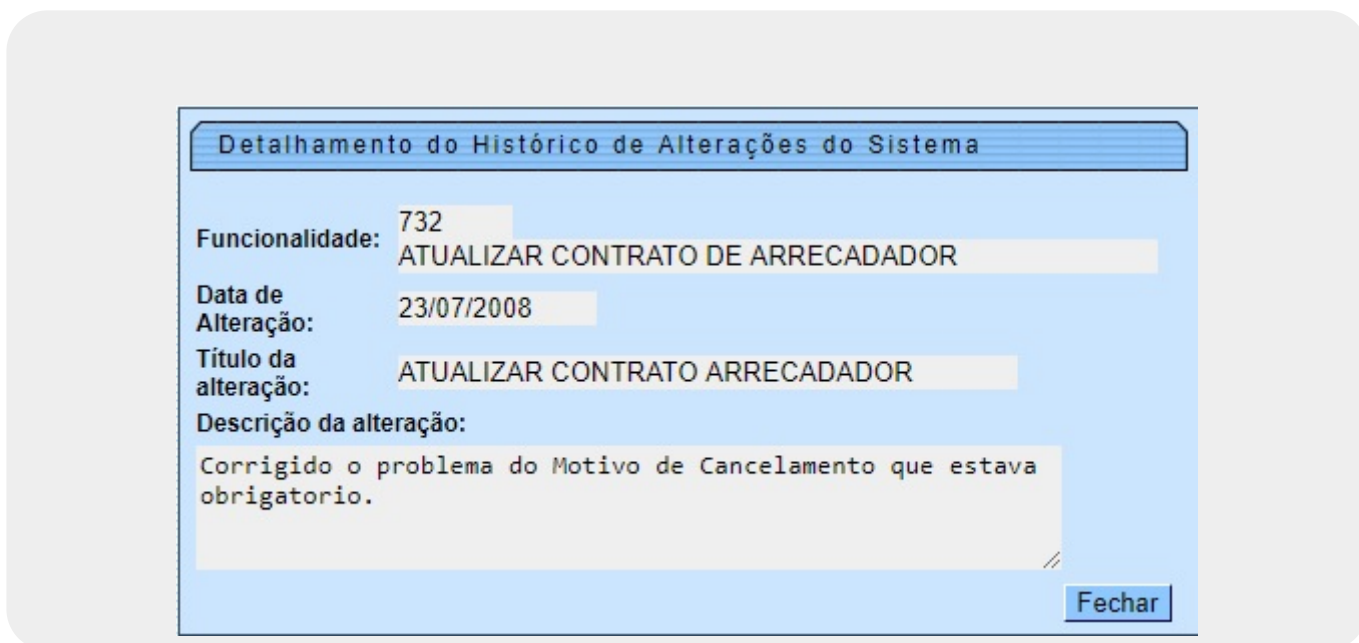 Detalhamento do Histórico de Alterações do Sistema
Funcionalidade:
732
ATUALIZAR CONTRATO DE ARRECADADOR
Data de
Alteração:
23/07/2008
Título da
alteração:
ATUALIZAR CONTRATO ARRECADADOR
Descrição da alteração:
Corrigido o problema do Motivo de Cancelamento que estava
obrigatorio.
Fechar